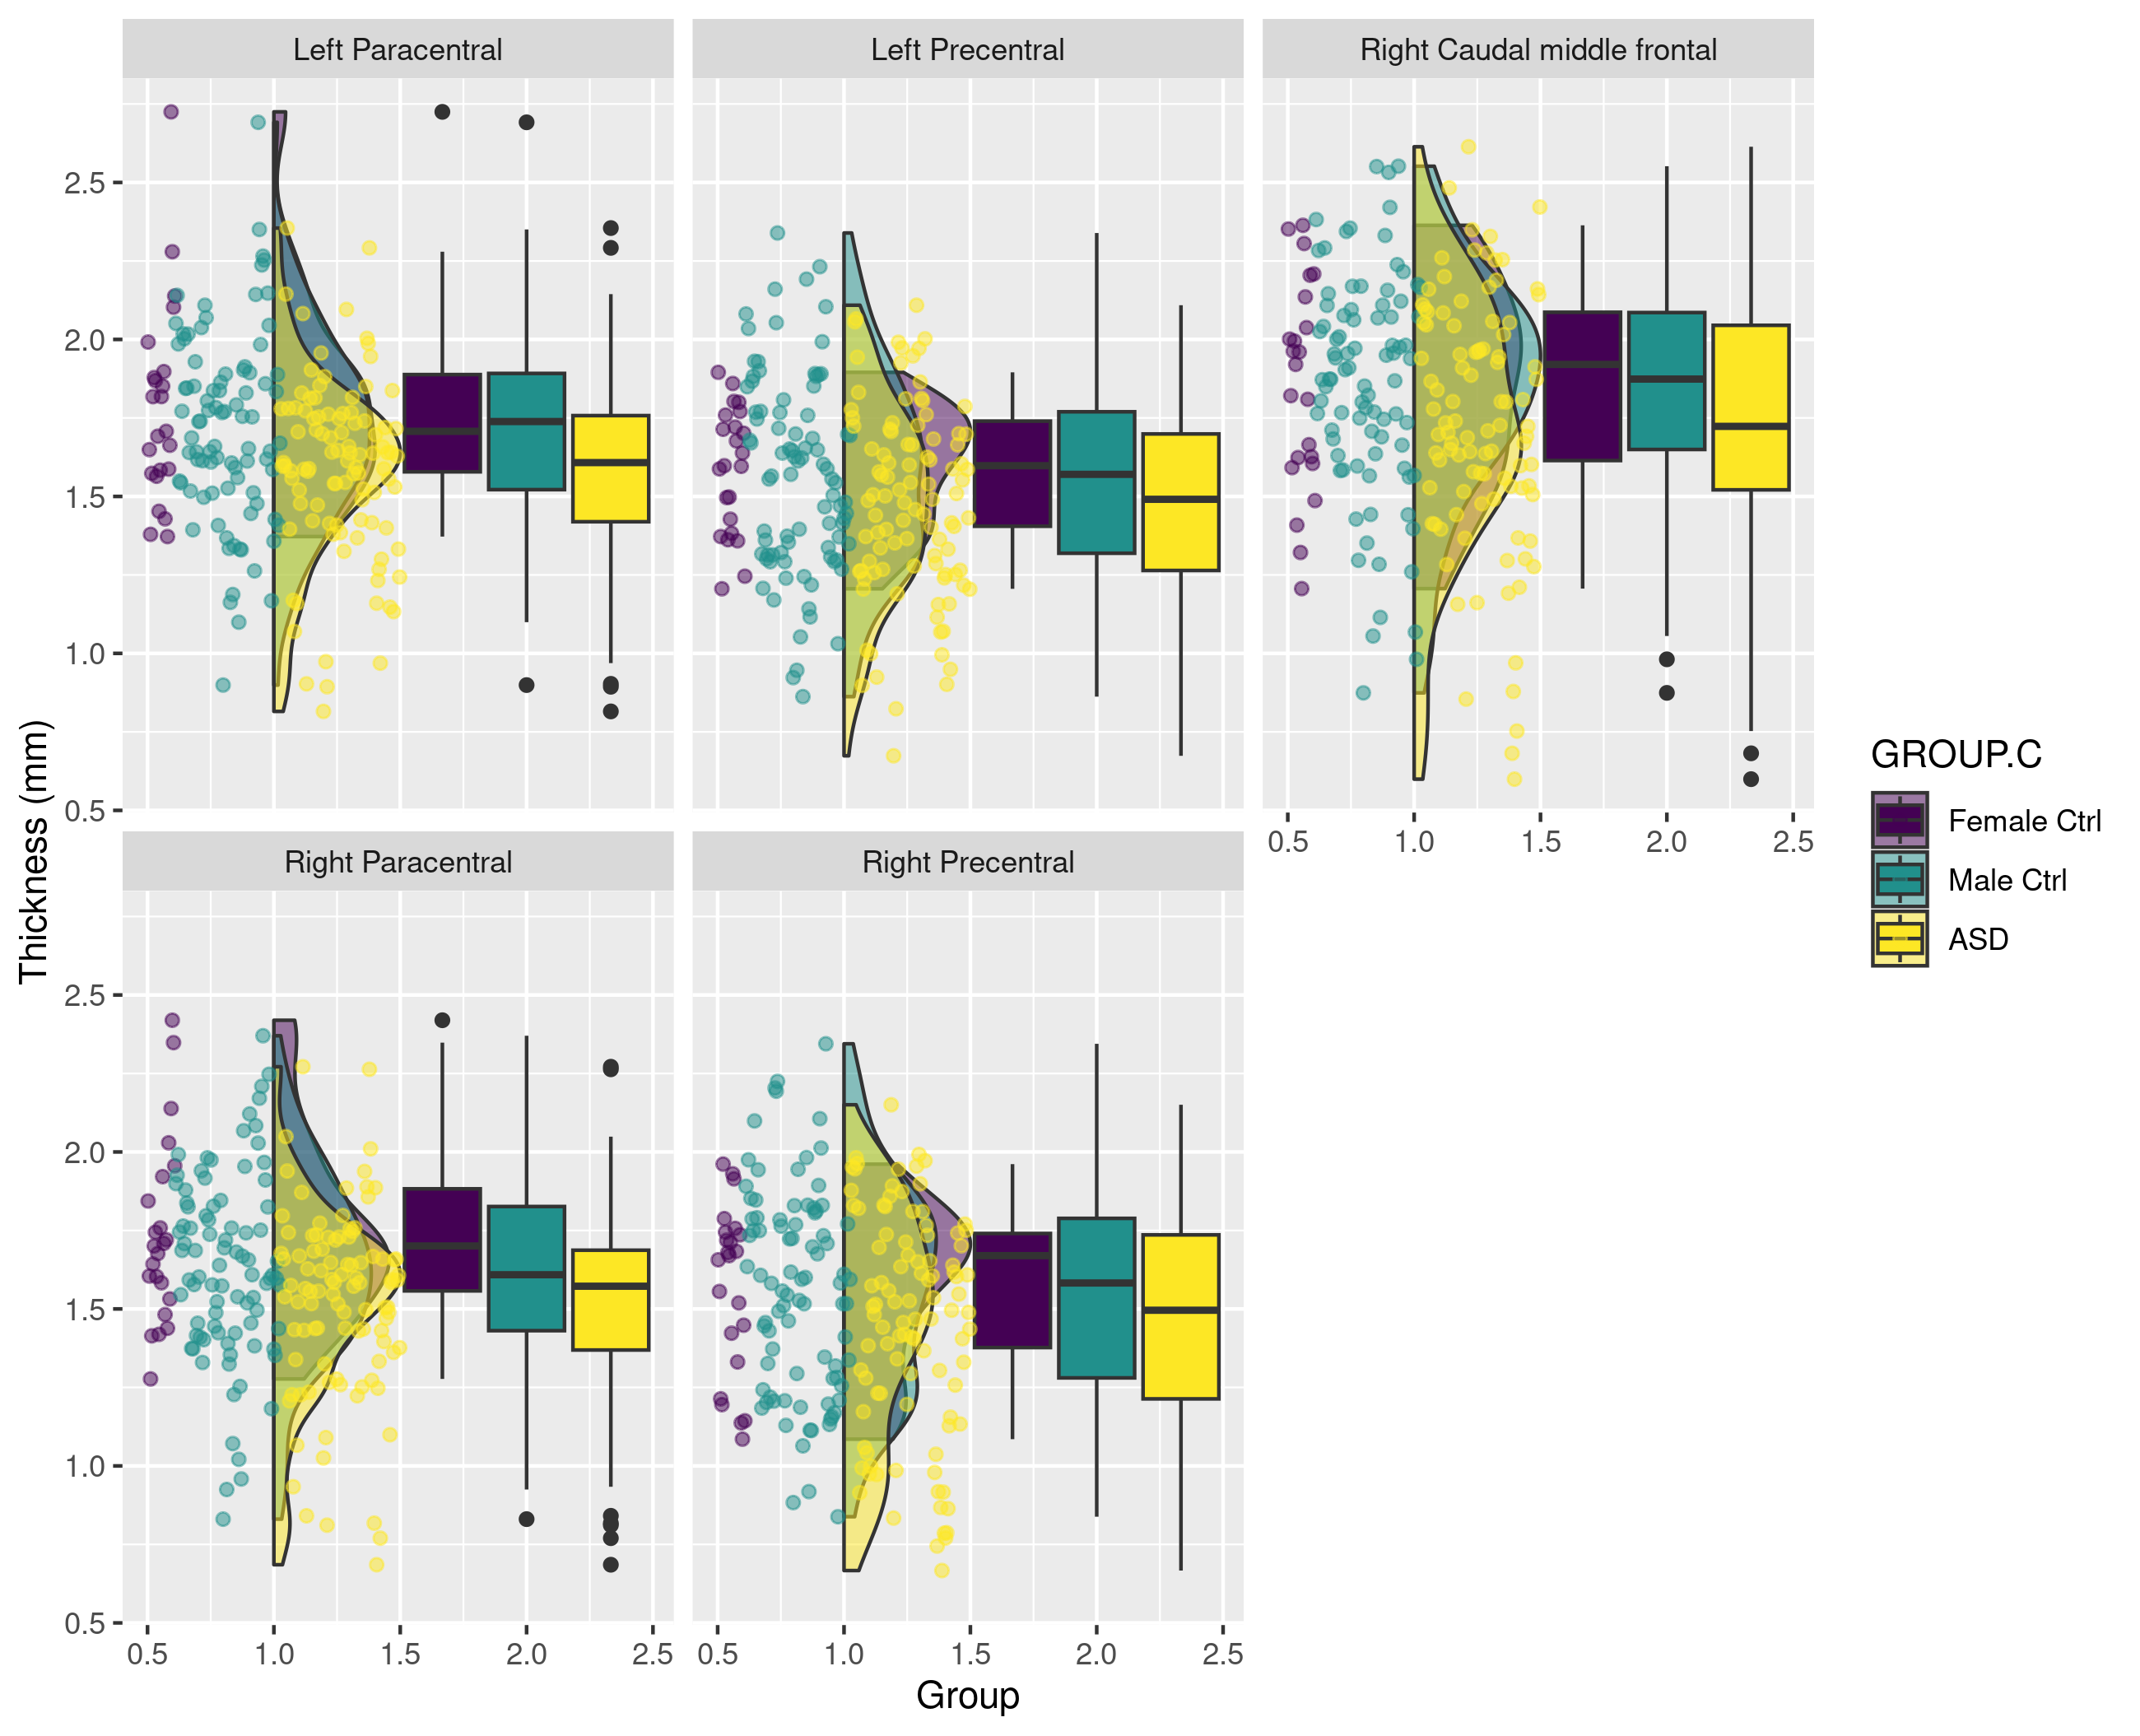 Left Paracentral
Left Precentral
Right Caudal middle frontal
2.5
2.0
1.5
1.0
0.5
0.5 1.0 1.5 2.0 2.5
Right Paracentral
Right Precentral
2.5
2.0
1.5
1.0
0.5
0.5 1.0 1.5 2.0 2.5
0.5 1.0 1.5 2.0 2.5
Thickness (mm)
Group
GROUP.C
Female Ctrl
Male Ctrl
ASD